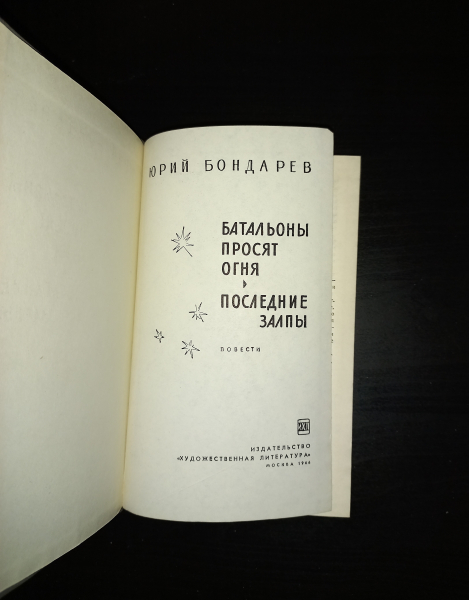 ЮРИЙ БОНДАРЕВ
БАТАЛЬОНЫ
ПРОСЯТ
ОГНЯ
ПОСЛЕДНИЕ
ЗАЛПЫ
ПОВЕСТИ
ИЗДАТЕЛЬСТВО
«ХУДОЖЕСТВЕННАЯ ЛИТЕРАТУРА»
МОСКВА